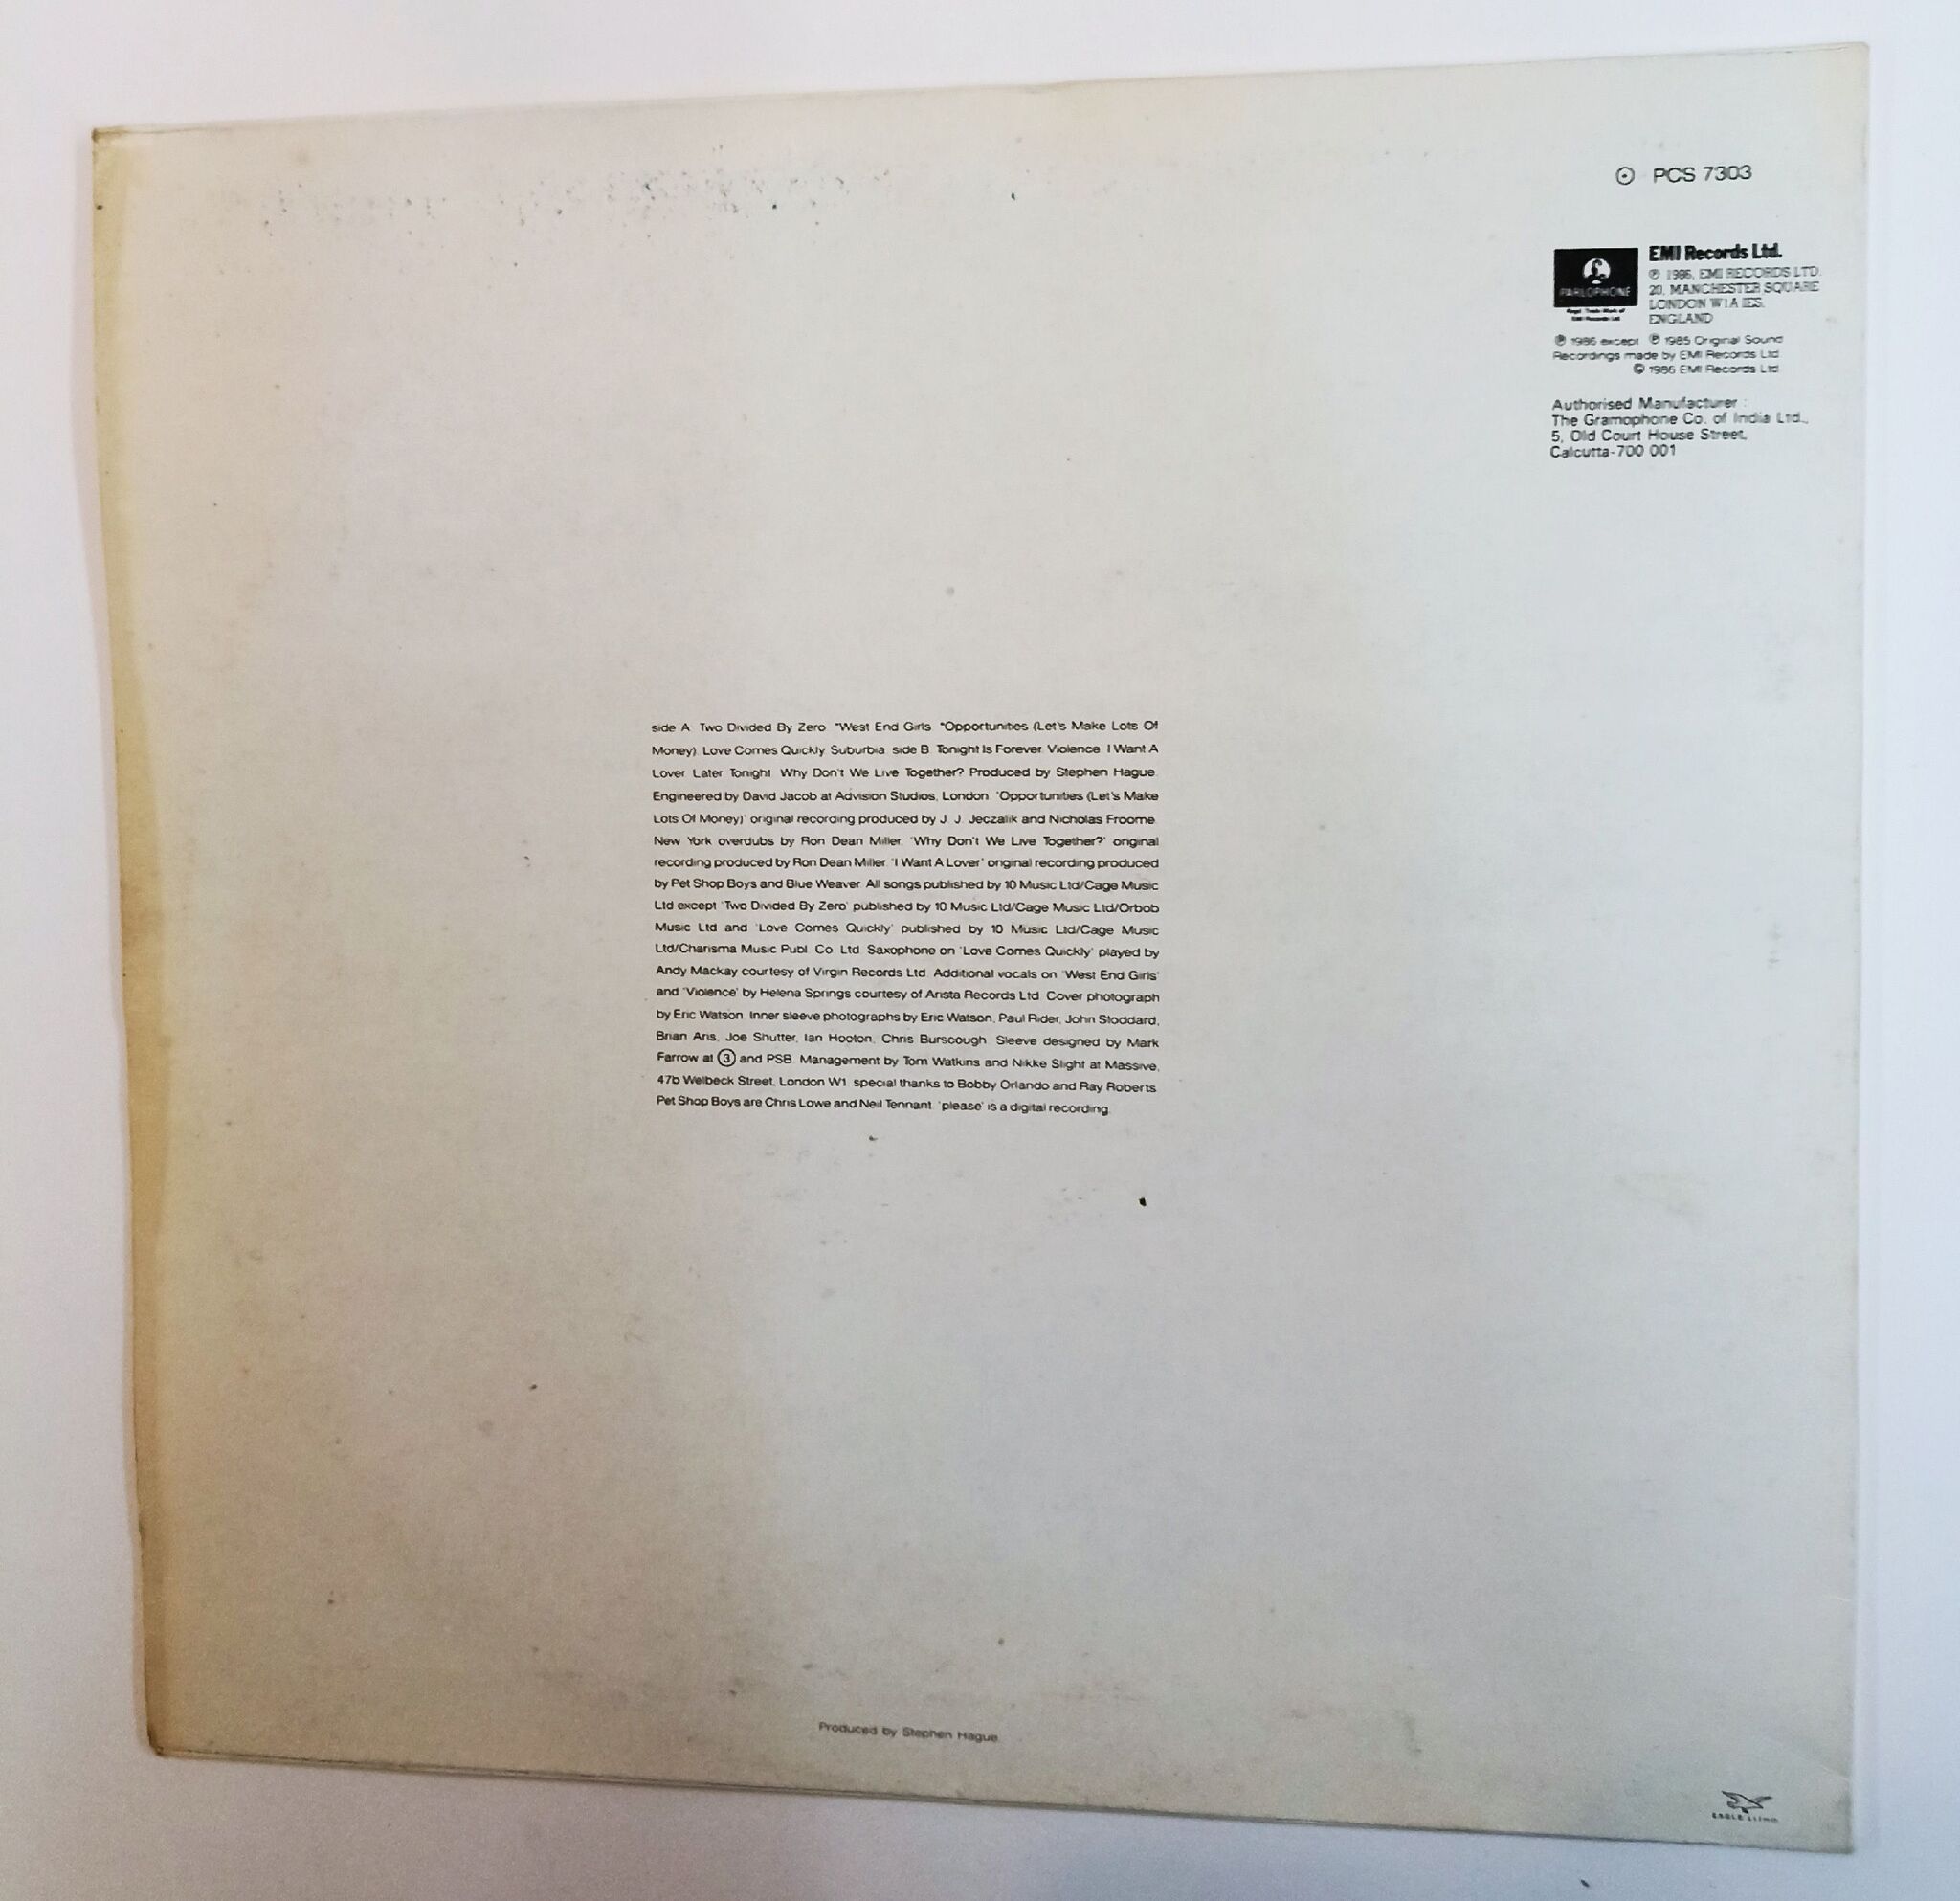 ⊙ PCS 7303
PARLOPHONE
EMI Records Ltd.
℗ 1986, EMI RECORDS LTD.
20, MANCHESTER SQUARE
LONDON W1A IES,
ENGLAND
Regd. Trade Mark of
EMI Records Ltd
℗ 1986 except ℗ 1985 Original Sound
Recordings made by EMI Records Ltd
© 1986 EMI Records Ltd
Authorised Manufacturer :
The Gramophone Co. of India Ltd.,
5, Old Court House Street,
Calcutta-700 001
side A. Two Divided By Zero. *West End Girls. *Opportunities (Let's Make Lots Of
Money). Love Comes Quickly. Suburbia. side B. Tonight Is Forever. Violence. I Want A
Lover. Later Tonight. Why Don't We Live Together? Produced by Stephen Hague.
Engineered by David Jacob at Advision Studios, London. 'Opportunities (Let's Make
Lots Of Money)' original recording produced by J. J. Jeczalik and Nicholas Froome.
New York overdubs by Ron Dean Miller. 'Why Don't We Live Together?' original
recording produced by Ron Dean Miller. 'I Want A Lover' original recording produced
by Pet Shop Boys and Blue Weaver. All songs published by 10 Music Ltd/Cage Music
Ltd except 'Two Divided By Zero' published by 10 Music Ltd/Cage Music Ltd/Orbob
Music Ltd and 'Love Comes Quickly' published by 10 Music Ltd/Cage Music
Ltd/Charisma Music Publ. Co. Ltd. Saxophone on 'Love Comes Quickly' played by
Andy Mackay courtesy of Virgin Records Ltd. Additional vocals on 'West End Girls'
and 'Violence' by Helena Springs courtesy of Arista Records Ltd. Cover photograph
by Eric Watson. Inner sleeve photographs by Eric Watson, Paul Rider, John Stoddard,
Brian Aris, Joe Shutter, Ian Hooton, Chris Burscough. Sleeve designed by Mark
Farrow at ③ and PSB. Management by Tom Watkins and Nikke Slight at Massive,
47b Welbeck Street, London W1. special thanks to Bobby Orlando and Ray Roberts.
Pet Shop Boys are Chris Lowe and Neil Tennant. 'please' is a digital recording.
Produced by Stephen Hague
EAGLE